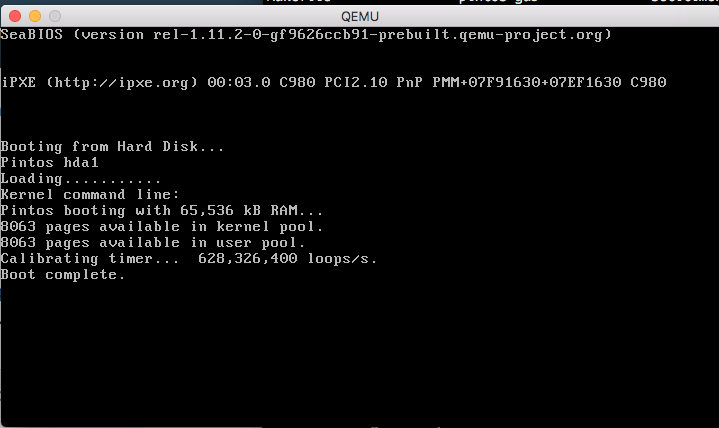 QEMU
SeaBIOS (version rel-1.11.2-0-gf9626ccb91-prebuilt.qemu-project.org)
iPXE (http://ipxe.org) 00:03.0 C980 PCI2.10 PnP PMM+07F91630+07EF1630 C980
Booting from Hard Disk...
Pintos hda1
Loading...........
Kernel command line:
Pintos booting with 65,536 kB RAM...
8063 pages available in kernel pool.
8063 pages available in user pool.
Calibrating timer...  628,326,400 loops/s.
Boot complete.